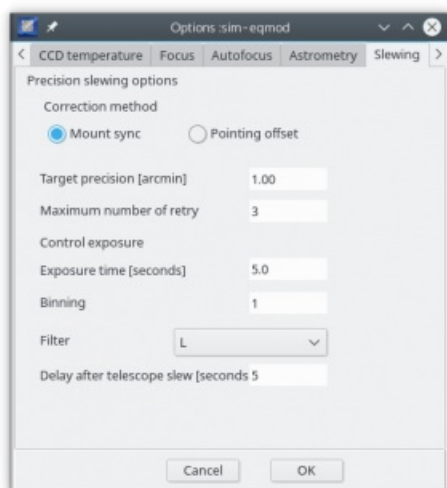 Options :sim-eqmod
CCD temperature Focus Autofocus Astrometry Slewing
Precision slewing options
Correction method
Mount sync Pointing offset
Target precision [arcmin] 1.00
Maximum number of retry 3
Control exposure
Exposure time [seconds] 5.0
Binning 1
Filter L
Delay after telescope slew [seconds 5
Cancel OK